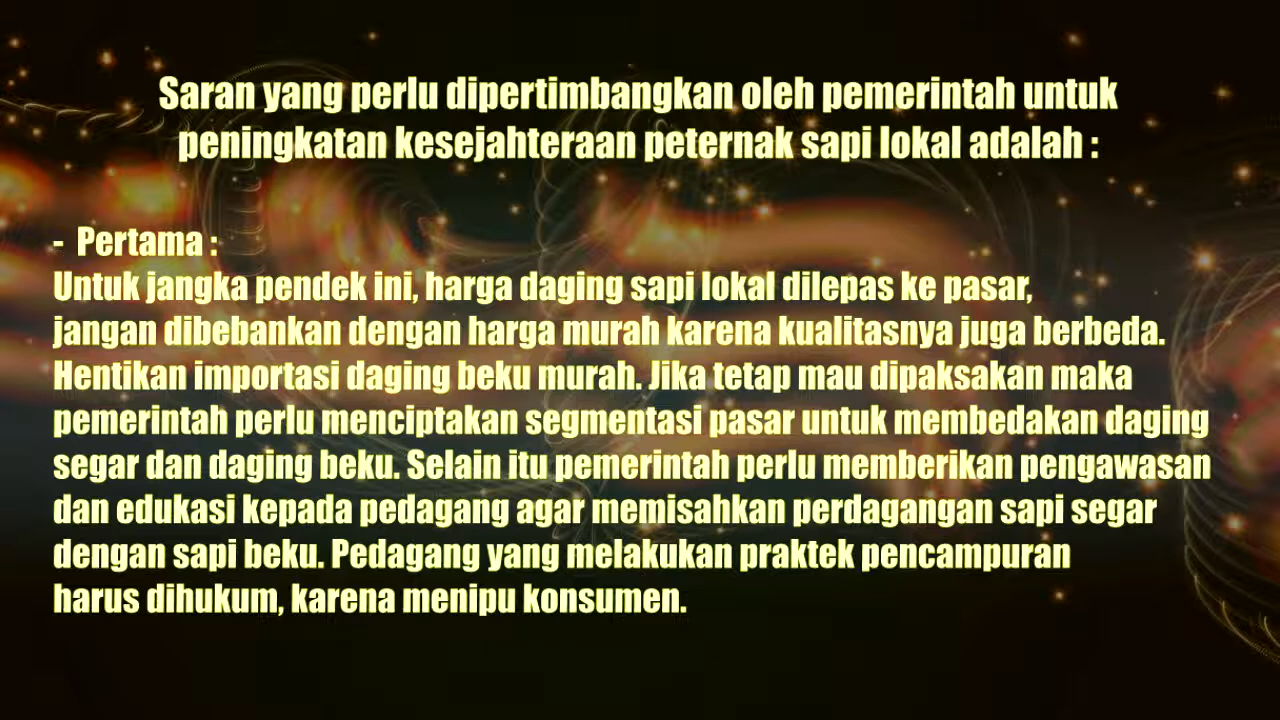 Saran yang perlu dipertimbangkan oleh pemerintah untuk
peningkatan kesejahteraan peternak sapi lokal adalah :
- Pertama :
Untuk jangka pendek ini, harga daging sapi lokal dilepas ke pasar,
jangan dibebankan dengan harga murah karena kualitasnya juga berbeda.
Hentikan importasi daging beku murah. Jika tetap mau dipaksakan maka
pemerintah perlu menciptakan segmentasi pasar untuk membedakan daging
segar dan daging beku. Selain itu pemerintah perlu memberikan pengawasan
dan edukasi kepada pedagang agar memisahkan perdagangan sapi segar
dengan sapi beku. Pedagang yang melakukan praktek pencampuran
harus dihukum, karena menipu konsumen.